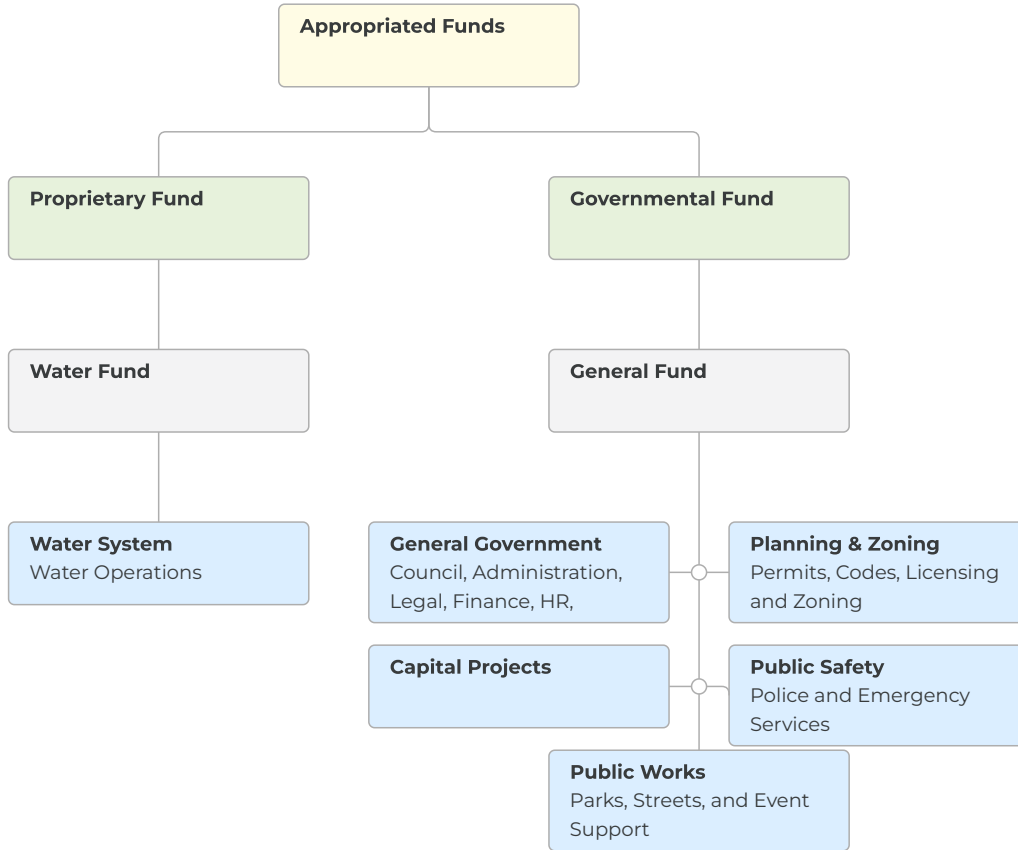 Appropriated Funds
Proprietary Fund
Governmental Fund
Water Fund
General Fund
Water System
Water Operations
General Government
Council, Administration,
Legal, Finance, HR,
Planning & Zoning
Permits, Codes, Licensing
and Zoning
Capital Projects
Public Safety
Police and Emergency
Services
Public Works
Parks, Streets, and Event
Support